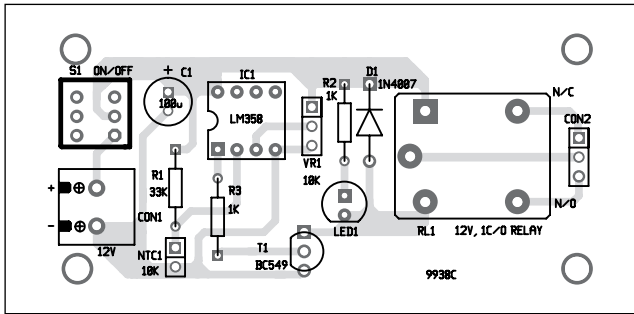 S1 ON/OFF
+ C1
100u
IC1
LM358
R2
1K
D1
1N4007
N/C
CON2
VR1
10K
R1
33K
R3
1K
+
-
CON1
12V
NTC1
10K
T1
BC549
LED1
RL1 12V, 1C/O RELAY
N/O
9938C